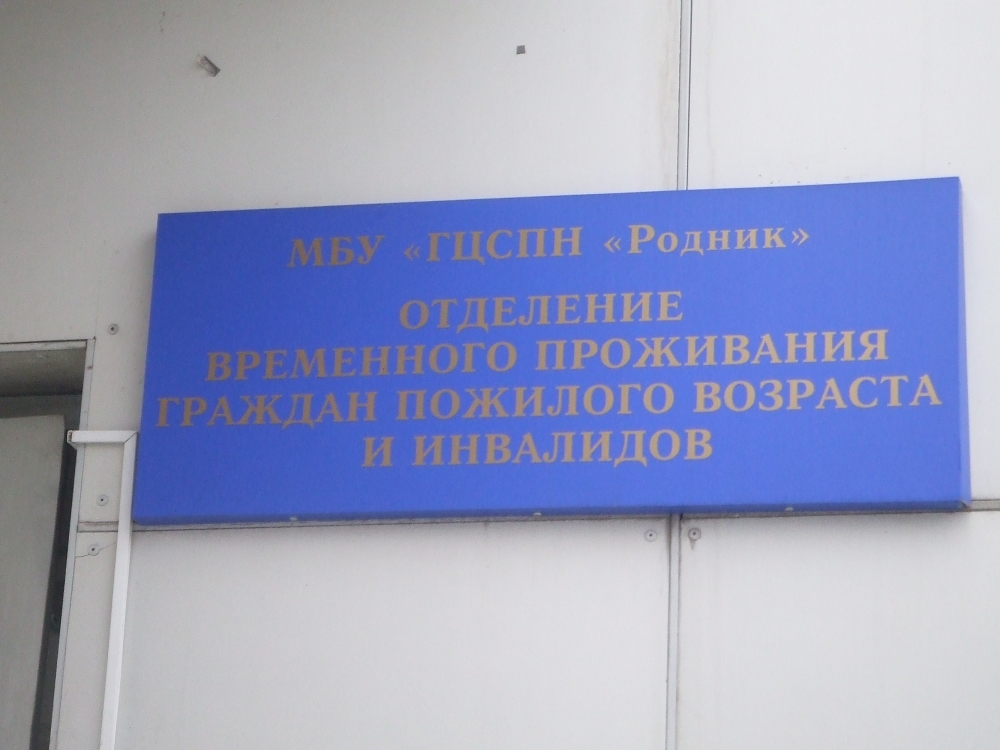 МБУ «ГЦСПН «Родник»
ОТДЕЛЕНИЕ
ВРЕМЕННОГО ПРОЖИВАНИЯ
ГРАЖДАН ПОЖИЛОГО ВОЗРАСТА
И ИНВАЛИДОВ